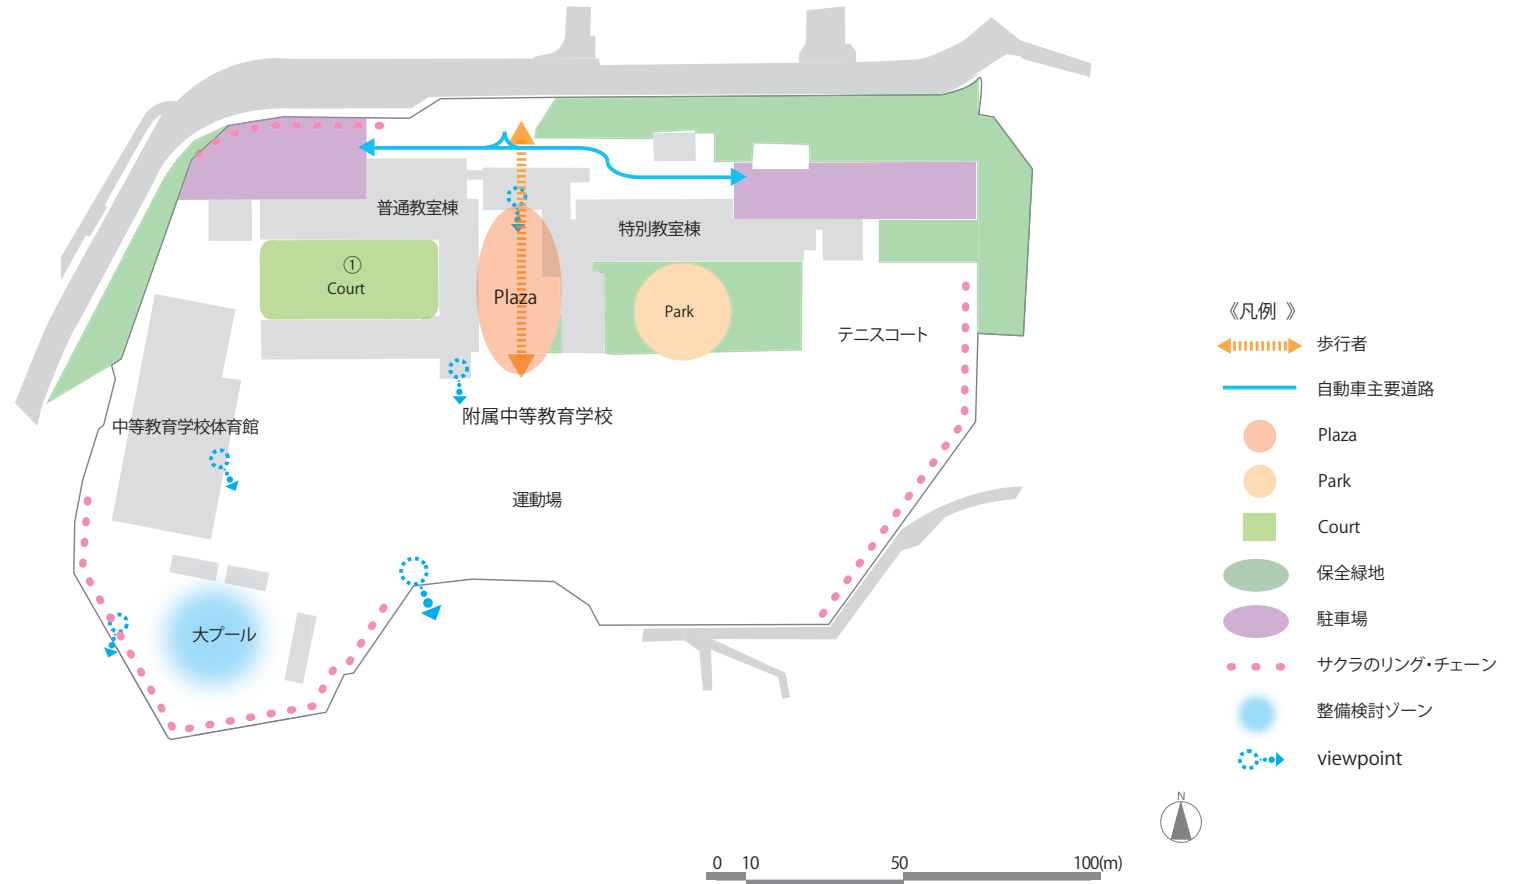 普通教室棟
特別教室棟
①
Court
Plaza
Park
テニスコート
附属中等教育学校
中等教育学校体育館
運動場
大プール
《凡例 》
歩行者
自動車主要道路
Plaza
Park
Court
保全緑地
駐車場
サクラのリング・チェーン
整備検討ゾーン
viewpoint
N
0 10 50 100(m)